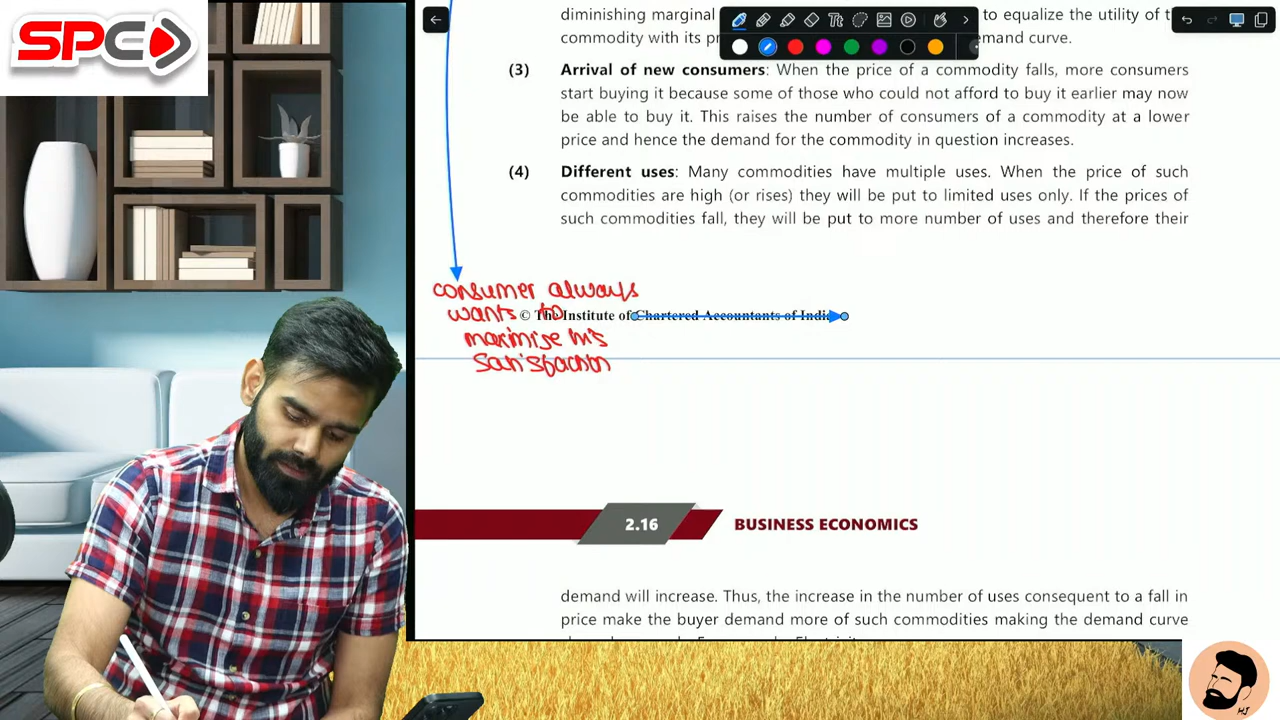 SPC
diminishing marginal to equalize the utility of
commodity with its emand curve.
(3) Arrival of new consumers: When the price of a commodity falls, more consumers
start buying it because some of those who could not afford to buy it earlier may now
be able to buy it. This raises the number of consumers of a commodity at a lower
price and hence the demand for the commodity in question increases.
(4) Different uses: Many commodities have multiple uses. When the price of such
commodities are high (or rises) they will be put to limited uses only. If the prices of
such commodities fall, they will be put to more number of uses and therefore their
consumer always
wants to
© The Institute of Chartered Accountants of India
maximise his
satisfaction
2.16 BUSINESS ECONOMICS
demand will increase. Thus, the increase in the number of uses consequent to a fall in
price make the buyer demand more of such commodities making the demand curve
HJ